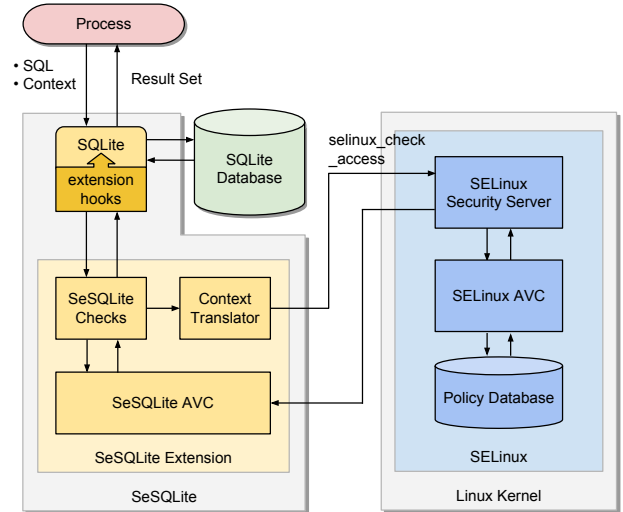 Process
• SQL
• Context
Result Set
SQLite
extension
hooks
SQLite
Database
selinux_check
_access
SELinux
Security Server
SeSQLite
Checks
Context
Translator
SELinux AVC
SeSQLite AVC
Policy Database
SeSQLite Extension
SELinux
SeSQLite
Linux Kernel